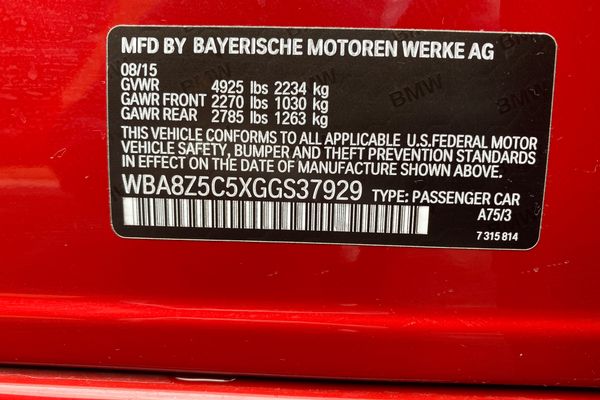 MFD BY BAYERISCHE MOTOREN WERKE AG
08/15
GVWR 4925 lbs 2234 kg
GAWR FRONT 2270 lbs 1030 kg
GAWR REAR 2785 lbs 1263 kg
THIS VEHICLE CONFORMS TO ALL APPLICABLE U.S.FEDERAL MOTOR
VEHICLE SAFETY, BUMPER AND THEFT PREVENTION STANDARDS
IN EFFECT ON THE DATE OF MANUFACTURE SHOWN ABOVE.
WBA8Z5C5XGGS37929 TYPE: PASSENGER CAR
A75/3
7 315 814
BMW